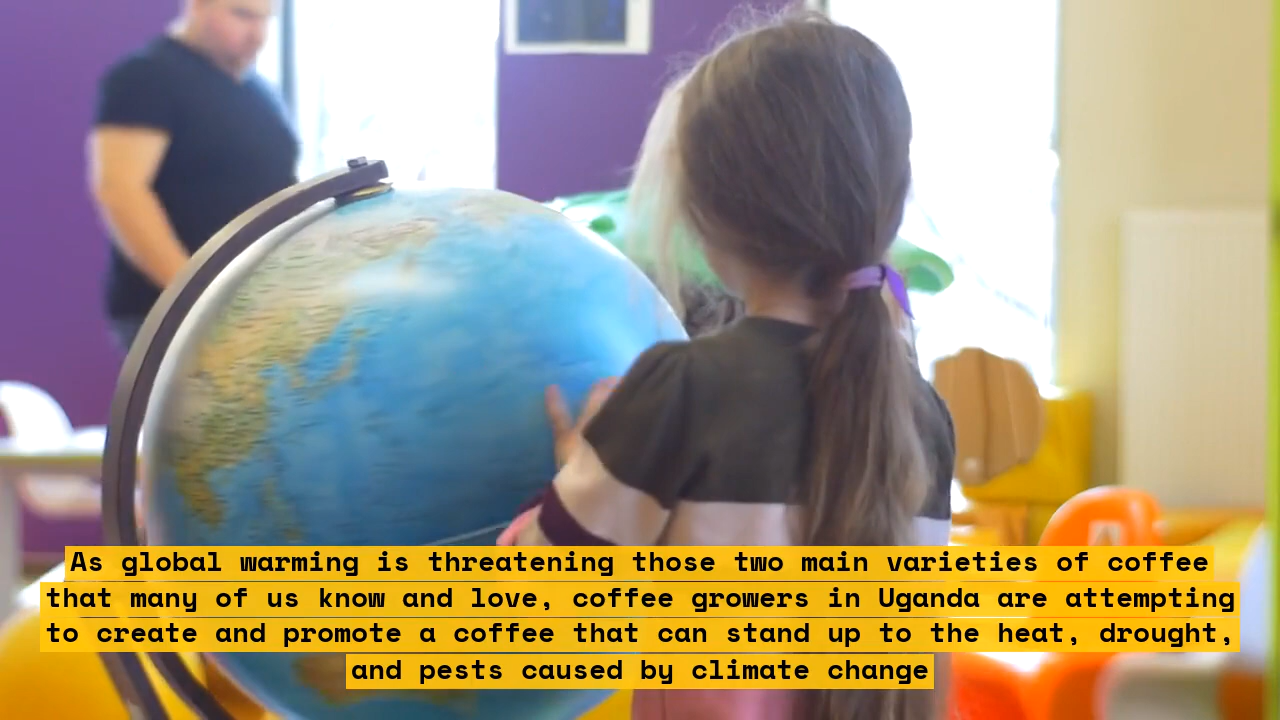 As global warming is threatening those two main varieties of coffee
that many of us know and love, coffee growers in Uganda are attempting
to create and promote a coffee that can stand up to the heat, drought,
and pests caused by climate change